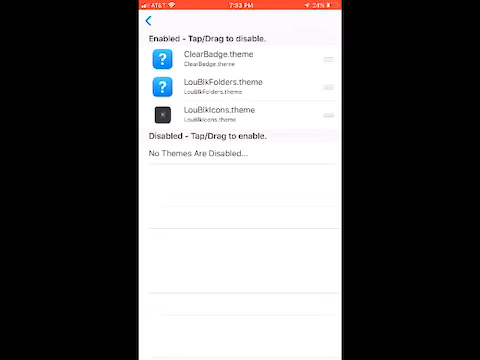 AT&T 7:33 PM 24%
Enabled - Tap/Drag to disable.
ClearBadge.theme
ClearBadge.theme
LouBlkFolders.theme
LouBlkFolders.theme
LouBlkIcons.theme
LouBlkIcons.theme
Disabled - Tap/Drag to enable.
No Themes Are Disabled...